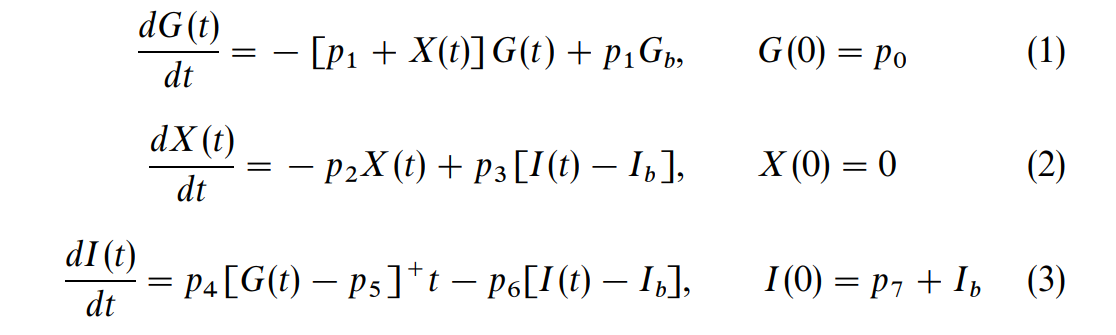 dG(t)/dt = − [p₁ + X(t)]G(t) + p₁G_b, G(0) = p₀ (1)
dX(t)/dt = − p₂X(t) + p₃[I(t) − I_b], X(0) = 0 (2)
dI(t)/dt = p₄[G(t) − p₅]⁺t − p₆[I(t) − I_b], I(0) = p₇ + I_b (3)